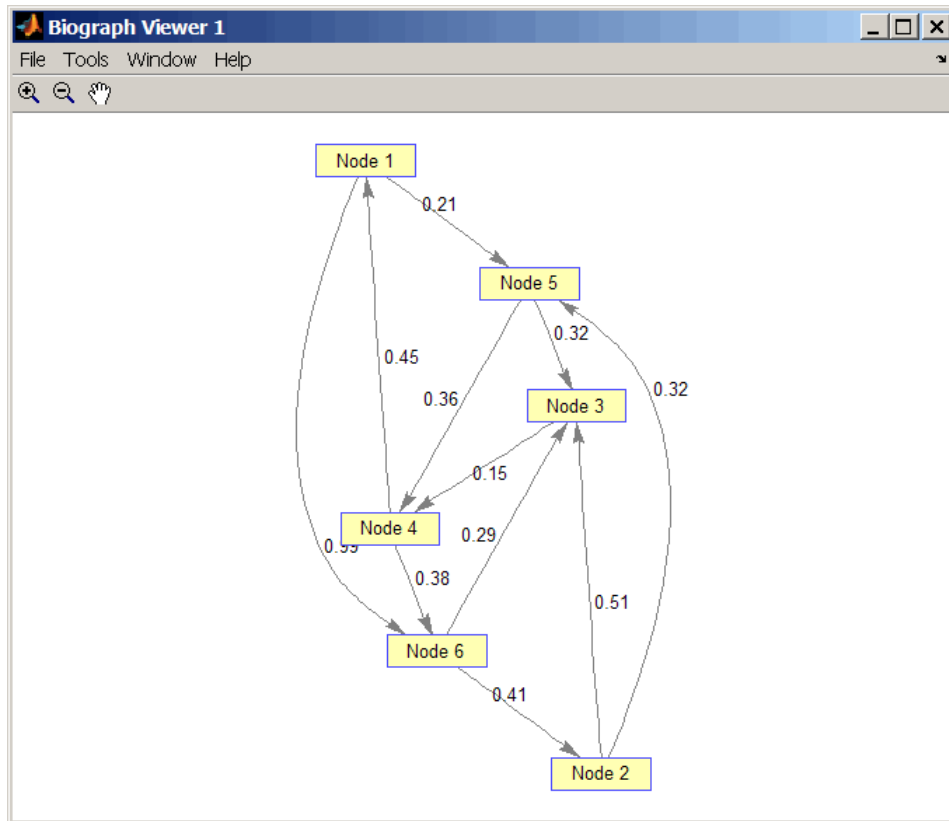 Biograph Viewer 1
File Tools Window Help
Node 1
0.21
Node 5
0.32
0.45
0.32
0.36
Node 3
0.15
Node 4
0.29
0.99
0.38
0.51
Node 6
0.41
Node 2